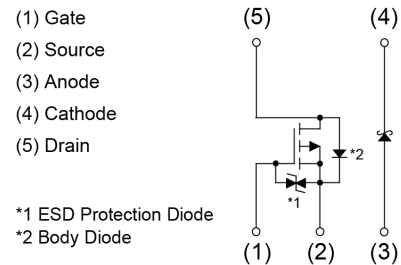 (1) Gate
(2) Source
(3) Anode
(4) Cathode
(5) Drain
*1 ESD Protection Diode
*2 Body Diode
(5) (4)
*2
*1
(1) (2) (3)